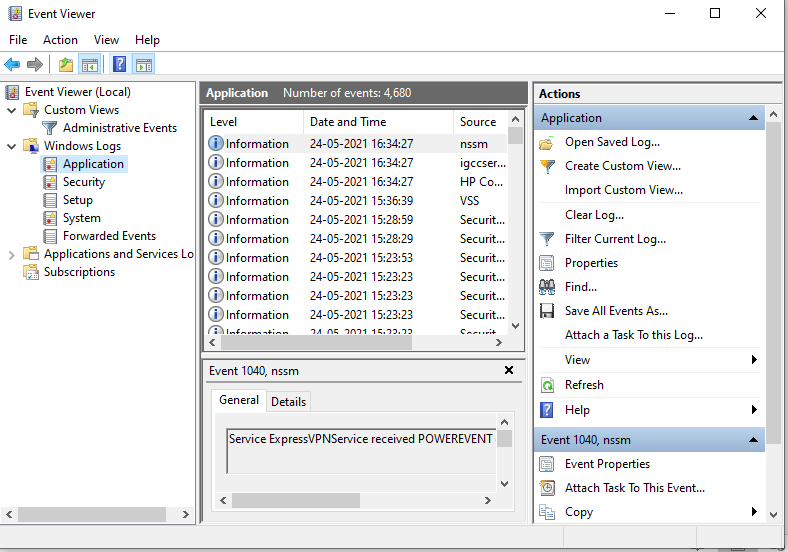 Event Viewer
File Action View Help
Event Viewer (Local)
Custom Views
Administrative Events
Windows Logs
Application
Security
Setup
System
Forwarded Events
Applications and Services Lo
Subscriptions
Application Number of events: 4,680
Level Date and Time Source
Information 24-05-2021 16:34:27 nssm
Information 24-05-2021 16:34:27 igccser...
Information 24-05-2021 16:34:27 HP Co...
Information 24-05-2021 15:36:39 VSS
Information 24-05-2021 15:28:59 Securit...
Information 24-05-2021 15:28:29 Securit...
Information 24-05-2021 15:23:53 Securit...
Information 24-05-2021 15:23:23 Securit...
Information 24-05-2021 15:23:23 Securit...
Information 24-05-2021 15:23:23 Securit...
Information 24-05-2021 15:23:23 Securit...
Event 1040, nssm
General Details
Service ExpressVPNService received POWEREVENT
Actions
Application
Open Saved Log...
Create Custom View...
Import Custom View...
Clear Log...
Filter Current Log...
Properties
Find...
Save All Events As...
Attach a Task To this Log...
View
Refresh
Help
Event 1040, nssm
Event Properties
Attach Task To This Event...
Copy